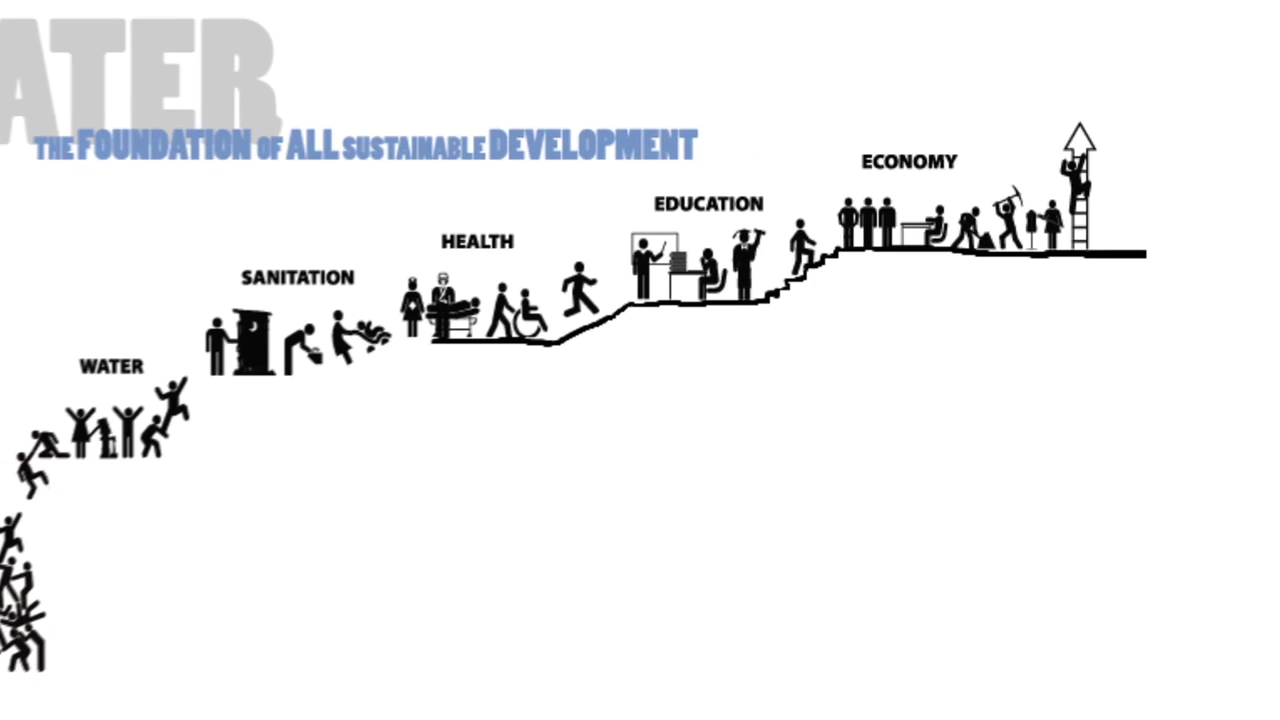 ATER
THE FOUNDATION OF ALL SUSTAINABLE DEVELOPMENT
ECONOMY
EDUCATION
HEALTH
SANITATION
WATER